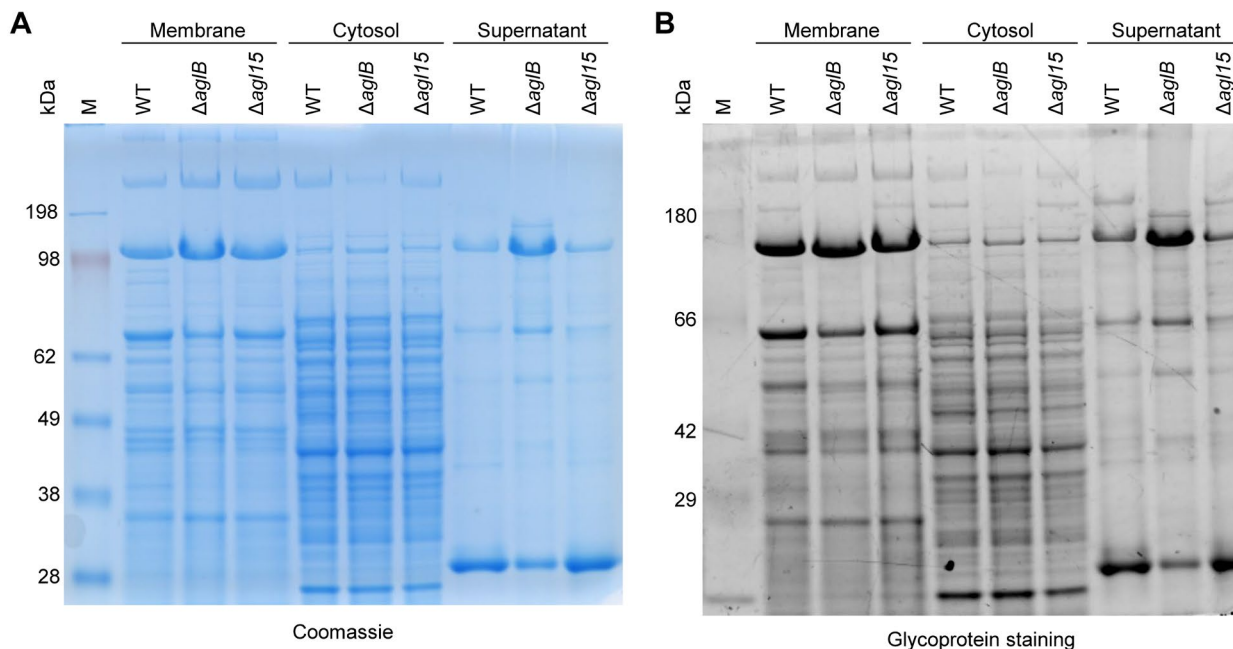 A
Membrane Cytosol Supernatant
kDa M WT ΔaglB Δagl15 WT ΔaglB Δagl15 WT ΔaglB Δagl15
198
98
62
49
38
28
Coomassie
B
Membrane Cytosol Supernatant
kDa M WT ΔaglB Δagl15 WT ΔaglB Δagl15 WT ΔaglB Δagl15
180
66
42
29
Glycoprotein staining